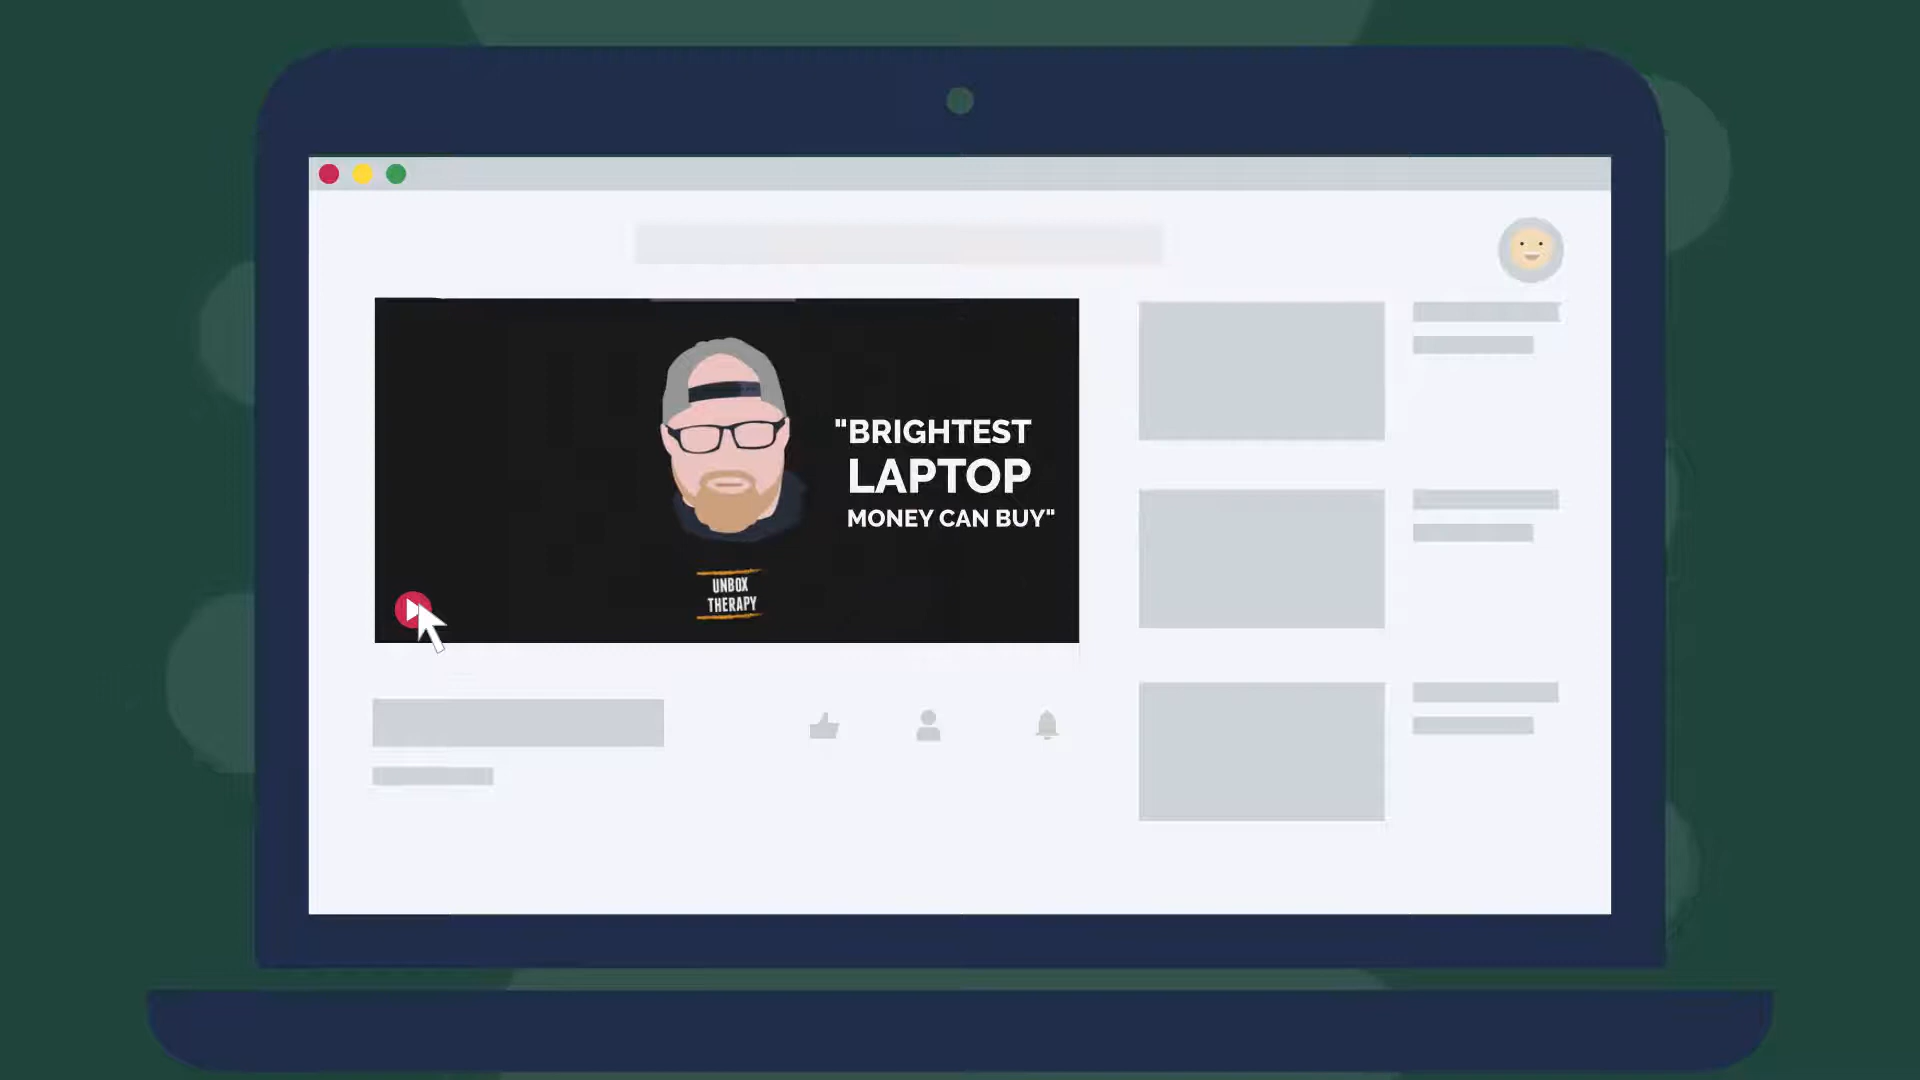 "BRIGHTEST
LAPTOP
MONEY CAN BUY"
UNBOX
THERAPY